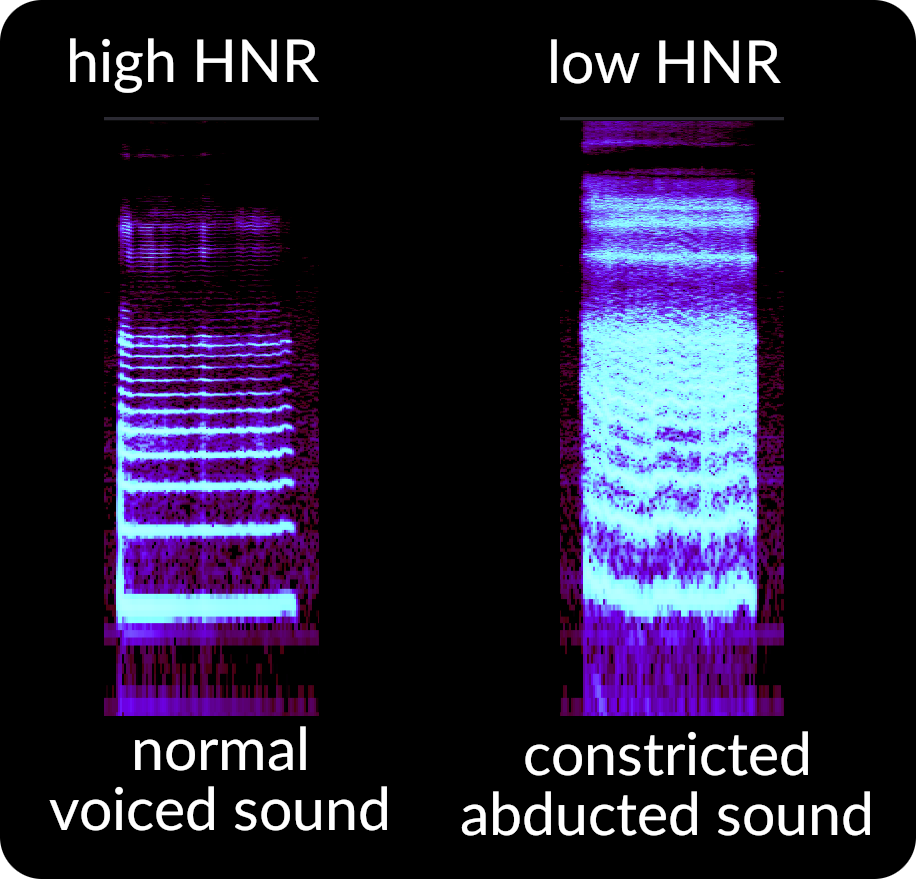 high HNR
low HNR
normal
voiced sound
constricted
abducted sound